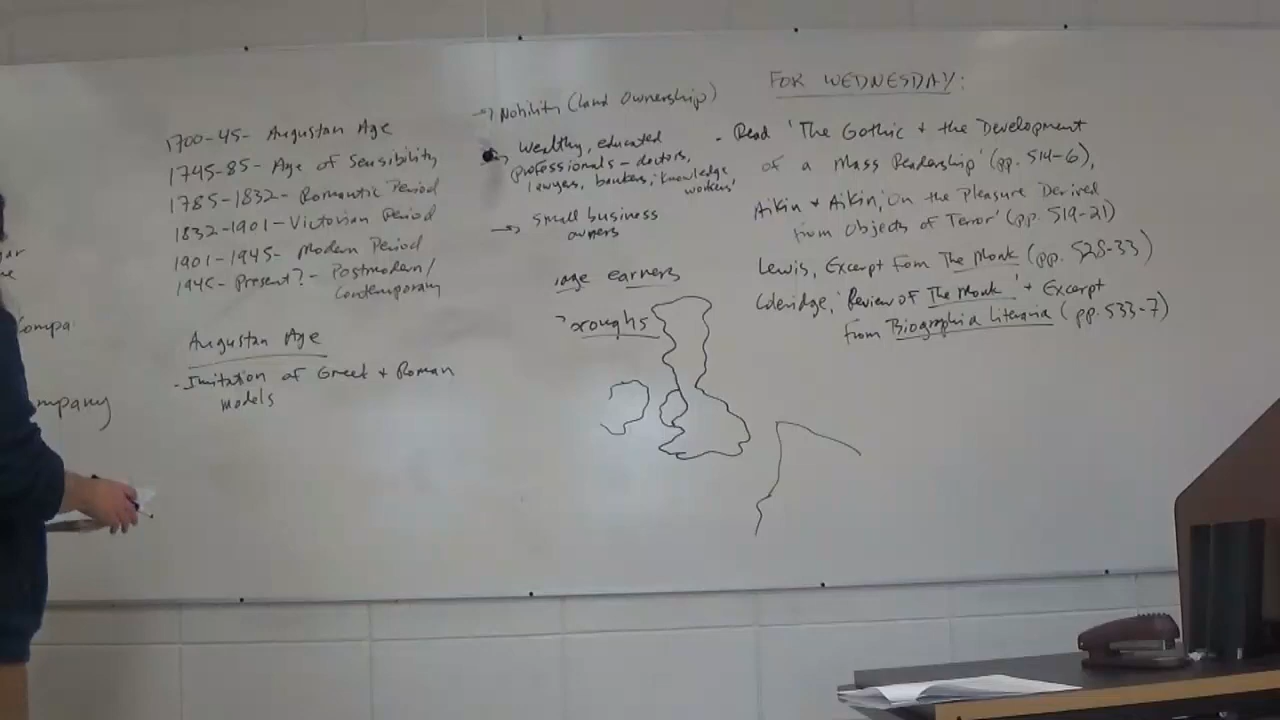 1700-45- Augustan Age
1745-85- Age of Sensibility
1785-1832- Romantic Period
1832-1901- Victorian Period
1901-1945- Modern Period
1945- Present?- Postmodern/
Contemporary
Augustan Age
- Imitation of Greek + Roman
models
→ Nobility (Land Ownership)
→ Wealthy, educated
professionals - doctors,
lawyers, bankers, 'knowledge
workers'
→ Small business
owners
earners
oroughs
FOR WEDNESDAY:
- Read 'The Gothic + the Development
of a Mass Readership' (pp. 514-6),
Aikin + Aikin, 'On the Pleasure Derived
from Objects of Terror' (pp. 519-21)
Lewis, Excerpt from The Monk (pp. 528-33)
Coleridge, 'Review of The Monk' + Excerpt
from Biographia Literaria (pp. 533-7)
ompa
ompany